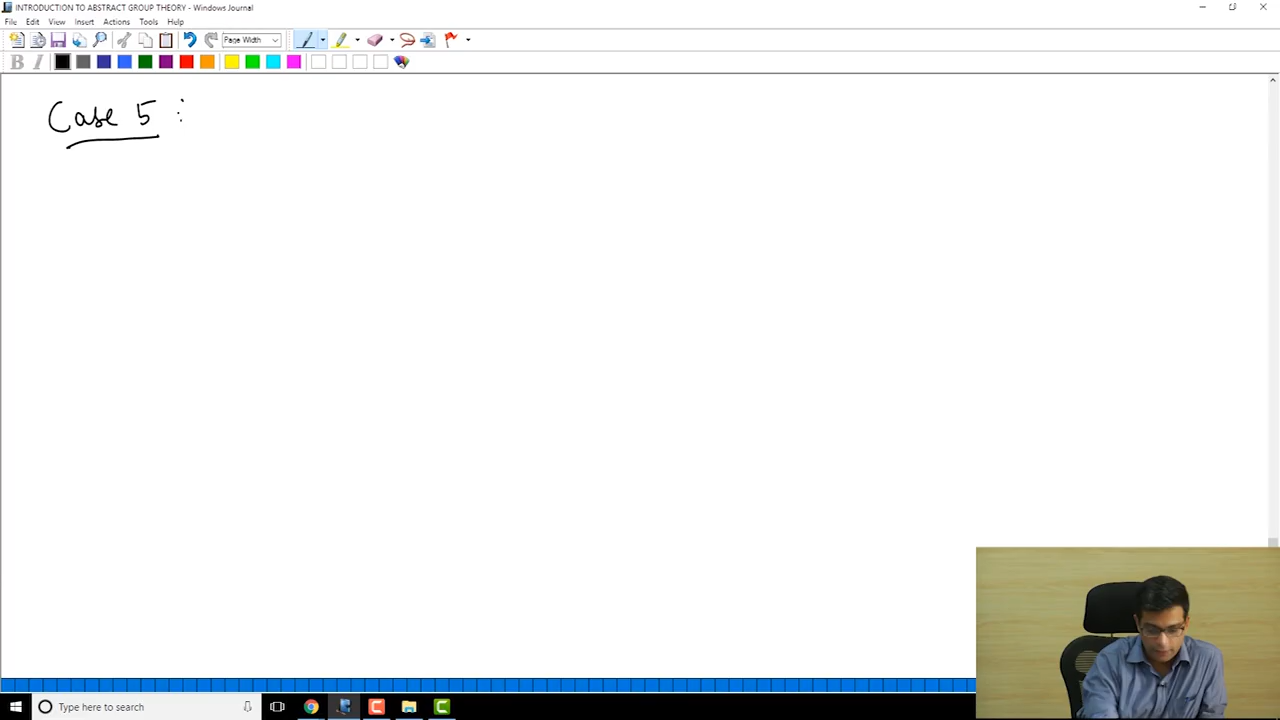 INTRODUCTION TO ABSTRACT GROUP THEORY - Windows Journal
File Edit View Insert Actions Tools Help
Page Width
B I
Case 5 :
Type here to search